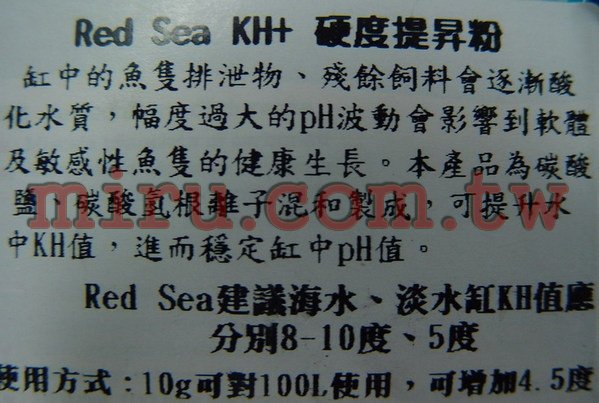 Red Sea KH+ 硬度提昇粉
缸中的魚隻排泄物、殘餘飼料會逐漸酸
化水質，幅度過大的pH波動會影響到軟體
及敏感性魚隻的健康生長。本產品為碳酸
鹽、碳酸氫根離子混和製成，可提升水
miru.com.tw
中KH值，進而穩定缸中pH值。
Red Sea建議海水、淡水缸KH值應
分別8-10度、5度
使用方式：10g可對100L使用，可增加4.5度